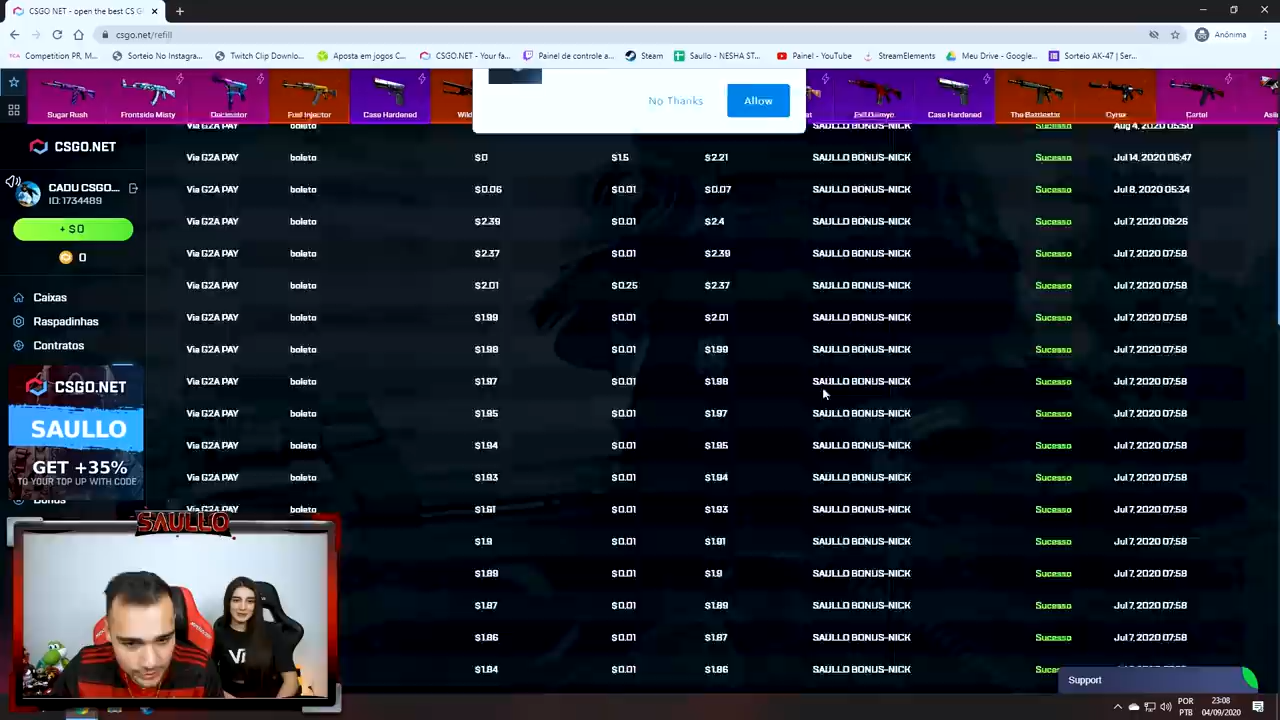 CSGO NET - open the best CS G
csgo.net/refill
Anônima
Competition PR, M...
Sorteio No Instagra...
Twitch Clip Downlo...
Aposta em jogos C...
CSGO.NET - Your fa...
Painel de controle a...
Steam
Saullo - NESHA ST...
Painel - YouTube
StreamElements
Meu Drive - Google...
Sorteio AK-47 | Ser...
Sugar Rush
Frontside Misty
Decimator
Fuel Injector
Case Hardened
Wild
No Thanks
Allow
Evil Daimyo
Case Hardened
The Battlestar
Cyrex
Cartel
CSGO.NET
CADU CSGO....
ID: 1734489
+ $0
0
Caixas
Raspadinhas
Contratos
CSGO.NET
SAULLO
GET +35%
TO YOUR TOP UP WITH CODE
Bônus
SAULLO
boleto SAULLO BONUS-NICK Sucesso Aug 4, 2020 05:50
Via G2A PAY boleto $0 $1.5 $2.21 SAULLO BONUS-NICK Sucesso Jul 14, 2020 06:47
Via G2A PAY boleto $0.06 $0.01 $0.07 SAULLO BONUS-NICK Sucesso Jul 8, 2020 05:34
Via G2A PAY boleto $2.39 $0.01 $2.4 SAULLO BONUS-NICK Sucesso Jul 7, 2020 09:26
Via G2A PAY boleto $2.37 $0.01 $2.39 SAULLO BONUS-NICK Sucesso Jul 7, 2020 07:58
Via G2A PAY boleto $2.01 $0.25 $2.37 SAULLO BONUS-NICK Sucesso Jul 7, 2020 07:58
Via G2A PAY boleto $1.99 $0.01 $2.01 SAULLO BONUS-NICK Sucesso Jul 7, 2020 07:58
Via G2A PAY boleto $1.98 $0.01 $1.99 SAULLO BONUS-NICK Sucesso Jul 7, 2020 07:58
Via G2A PAY boleto $1.97 $0.01 $1.98 SAULLO BONUS-NICK Sucesso Jul 7, 2020 07:58
Via G2A PAY boleto $1.95 $0.01 $1.97 SAULLO BONUS-NICK Sucesso Jul 7, 2020 07:58
Via G2A PAY boleto $1.94 $0.01 $1.95 SAULLO BONUS-NICK Sucesso Jul 7, 2020 07:58
Via G2A PAY boleto $1.93 $0.01 $1.94 SAULLO BONUS-NICK Sucesso Jul 7, 2020 07:58
Via G2A PAY boleto $1.91 $0.01 $1.93 SAULLO BONUS-NICK Sucesso Jul 7, 2020 07:58
$1.9 $0.01 $1.91 SAULLO BONUS-NICK Sucesso Jul 7, 2020 07:58
$1.89 $0.01 $1.9 SAULLO BONUS-NICK Sucesso Jul 7, 2020 07:58
$1.87 $0.01 $1.89 SAULLO BONUS-NICK Sucesso Jul 7, 2020 07:58
$1.86 $0.01 $1.87 SAULLO BONUS-NICK Sucesso Jul 7, 2020 07:58
$1.84 $0.01 $1.86 SAULLO BONUS-NICK
Support
POR
PTB
23:08
04/09/2020